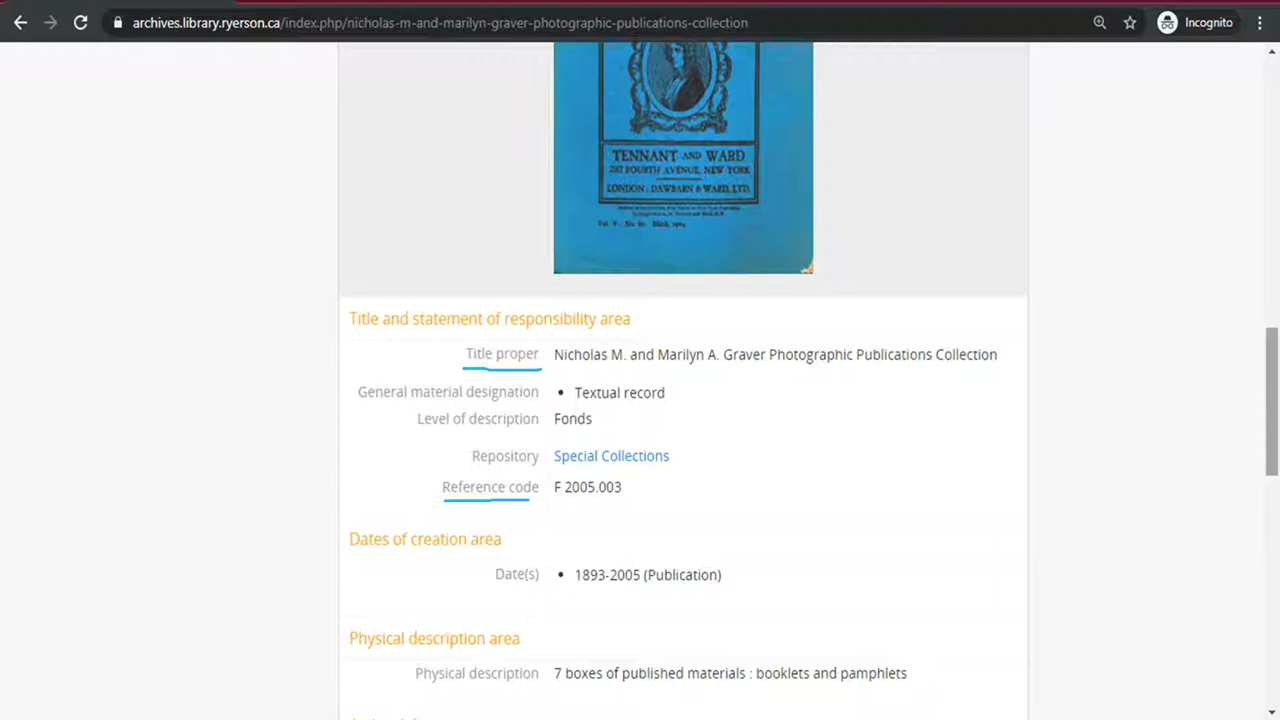 archives.library.ryerson.ca/index.php/nicholas-m-and-marilyn-graver-photographic-publications-collection
Incognito
TENNANT AND WARD
287 FOURTH AVENUE, NEW YORK
LONDON: DAWBARN & WARD, LTD.
Title and statement of responsibility area
Title proper Nicholas M. and Marilyn A. Graver Photographic Publications Collection
General material designation • Textual record
Level of description Fonds
Repository Special Collections
Reference code F 2005.003
Dates of creation area
Date(s) • 1893-2005 (Publication)
Physical description area
Physical description 7 boxes of published materials : booklets and pamphlets